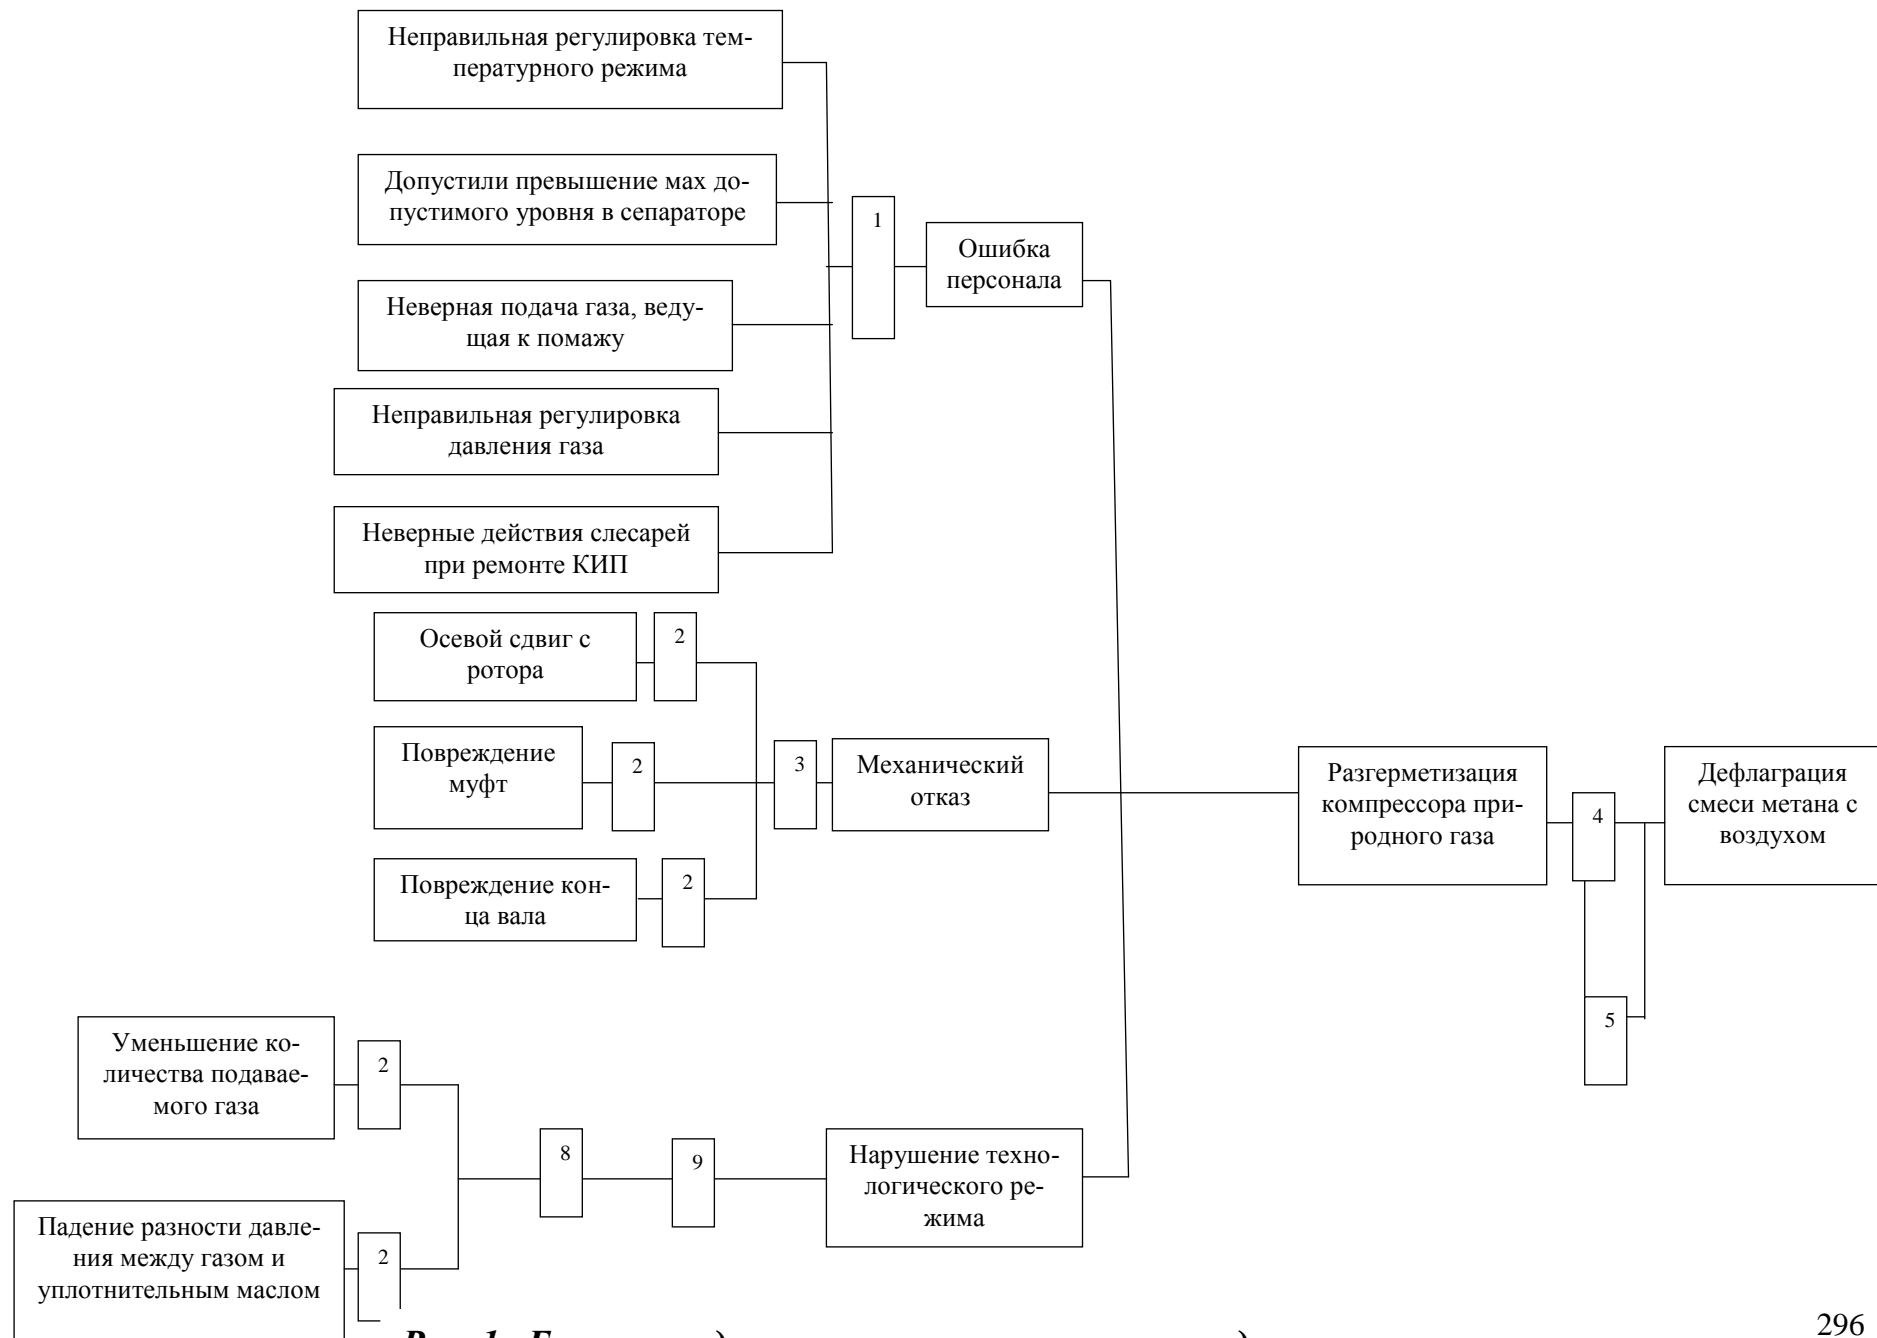 Неправильная регулировка тем-
пературного режима
Допустили превышение мах до-
пустимого уровня в сепараторе
1
Ошибка
персонала
Неверная подача газа, веду-
щая к помажу
Неправильная регулировка
давления газа
Неверные действия слесарей
при ремонте КИП
Осевой сдвиг с
ротора
2
Повреждение
муфт
2
3
Механический
отказ
Разгерметизация
компрессора при-
родного газа
4
Дефлаграция
смеси метана с
воздухом
Повреждение кон-
ца вала
2
5
Уменьшение ко-
личества подавае-
мого газа
2
8
9
Нарушение техно-
логического ре-
жима
Падение разности давле-
ния между газом и
уплотнительным маслом
2
296